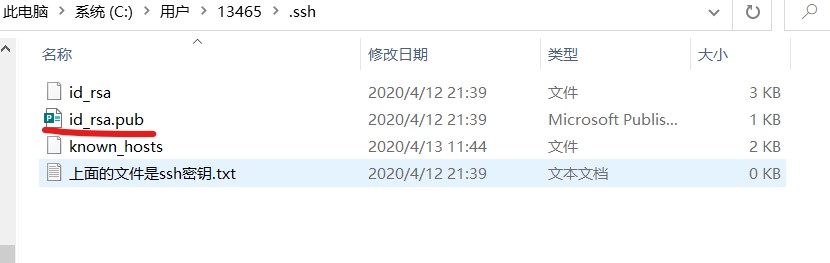 此电脑 > 系统 (C:) > 用户 > 13465 > .ssh
名称 修改日期 类型 大小
id_rsa 2020/4/12 21:39 文件 3 KB
id_rsa.pub 2020/4/12 21:39 Microsoft Publis... 1 KB
known_hosts 2020/4/13 11:44 文件 2 KB
上面的文件是ssh密钥.txt 2020/4/12 21:39 文本文档 0 KB